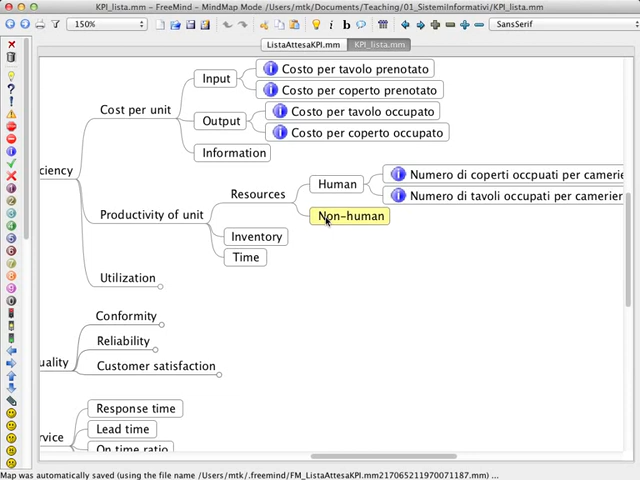 KPI_lista.mm - FreeMind - MindMap Mode /Users/mtk/Documents/Teaching/01_SistemiInformativi/KPI_lista.mm
150%
SansSerif
ListaAttesaKPI.mm
KPI_lista.mm
Input
Costo per tavolo prenotato
Costo per coperto prenotato
Cost per unit
Output
Costo per tavolo occupato
Costo per coperto occupato
Information
ciency
Human
Numero di coperti occpuati per camerie
Resources
Numero di tavoli occupati per camerier
Productivity of unit
Non-human
Inventory
Time
Utilization
Conformity
Reliability
uality
Customer satisfaction
Response time
Lead time
rvice
On time ratio
Map was automatically saved (using the file name /Users/mtk/.freemind/FM_ListaAttesaKPI.mm217065211970071187.mm) ...